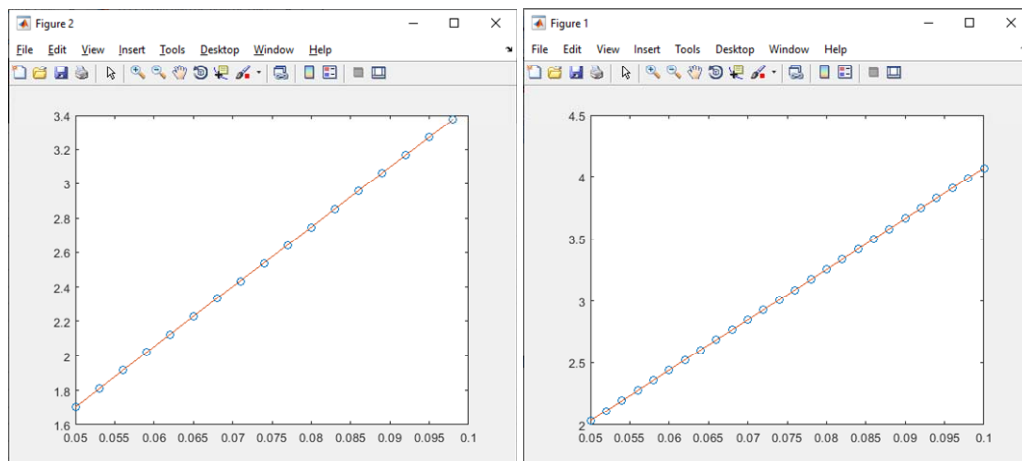 Figure 2
File Edit View Insert Tools Desktop Window Help
3.4
3.2
3
2.8
2.6
2.4
2.2
2
1.8
1.6
0.05 0.055 0.06 0.065 0.07 0.075 0.08 0.085 0.09 0.095 0.1
Figure 1
File Edit View Insert Tools Desktop Window Help
4.5
4
3.5
3
2.5
2
0.05 0.055 0.06 0.065 0.07 0.075 0.08 0.085 0.09 0.095 0.1